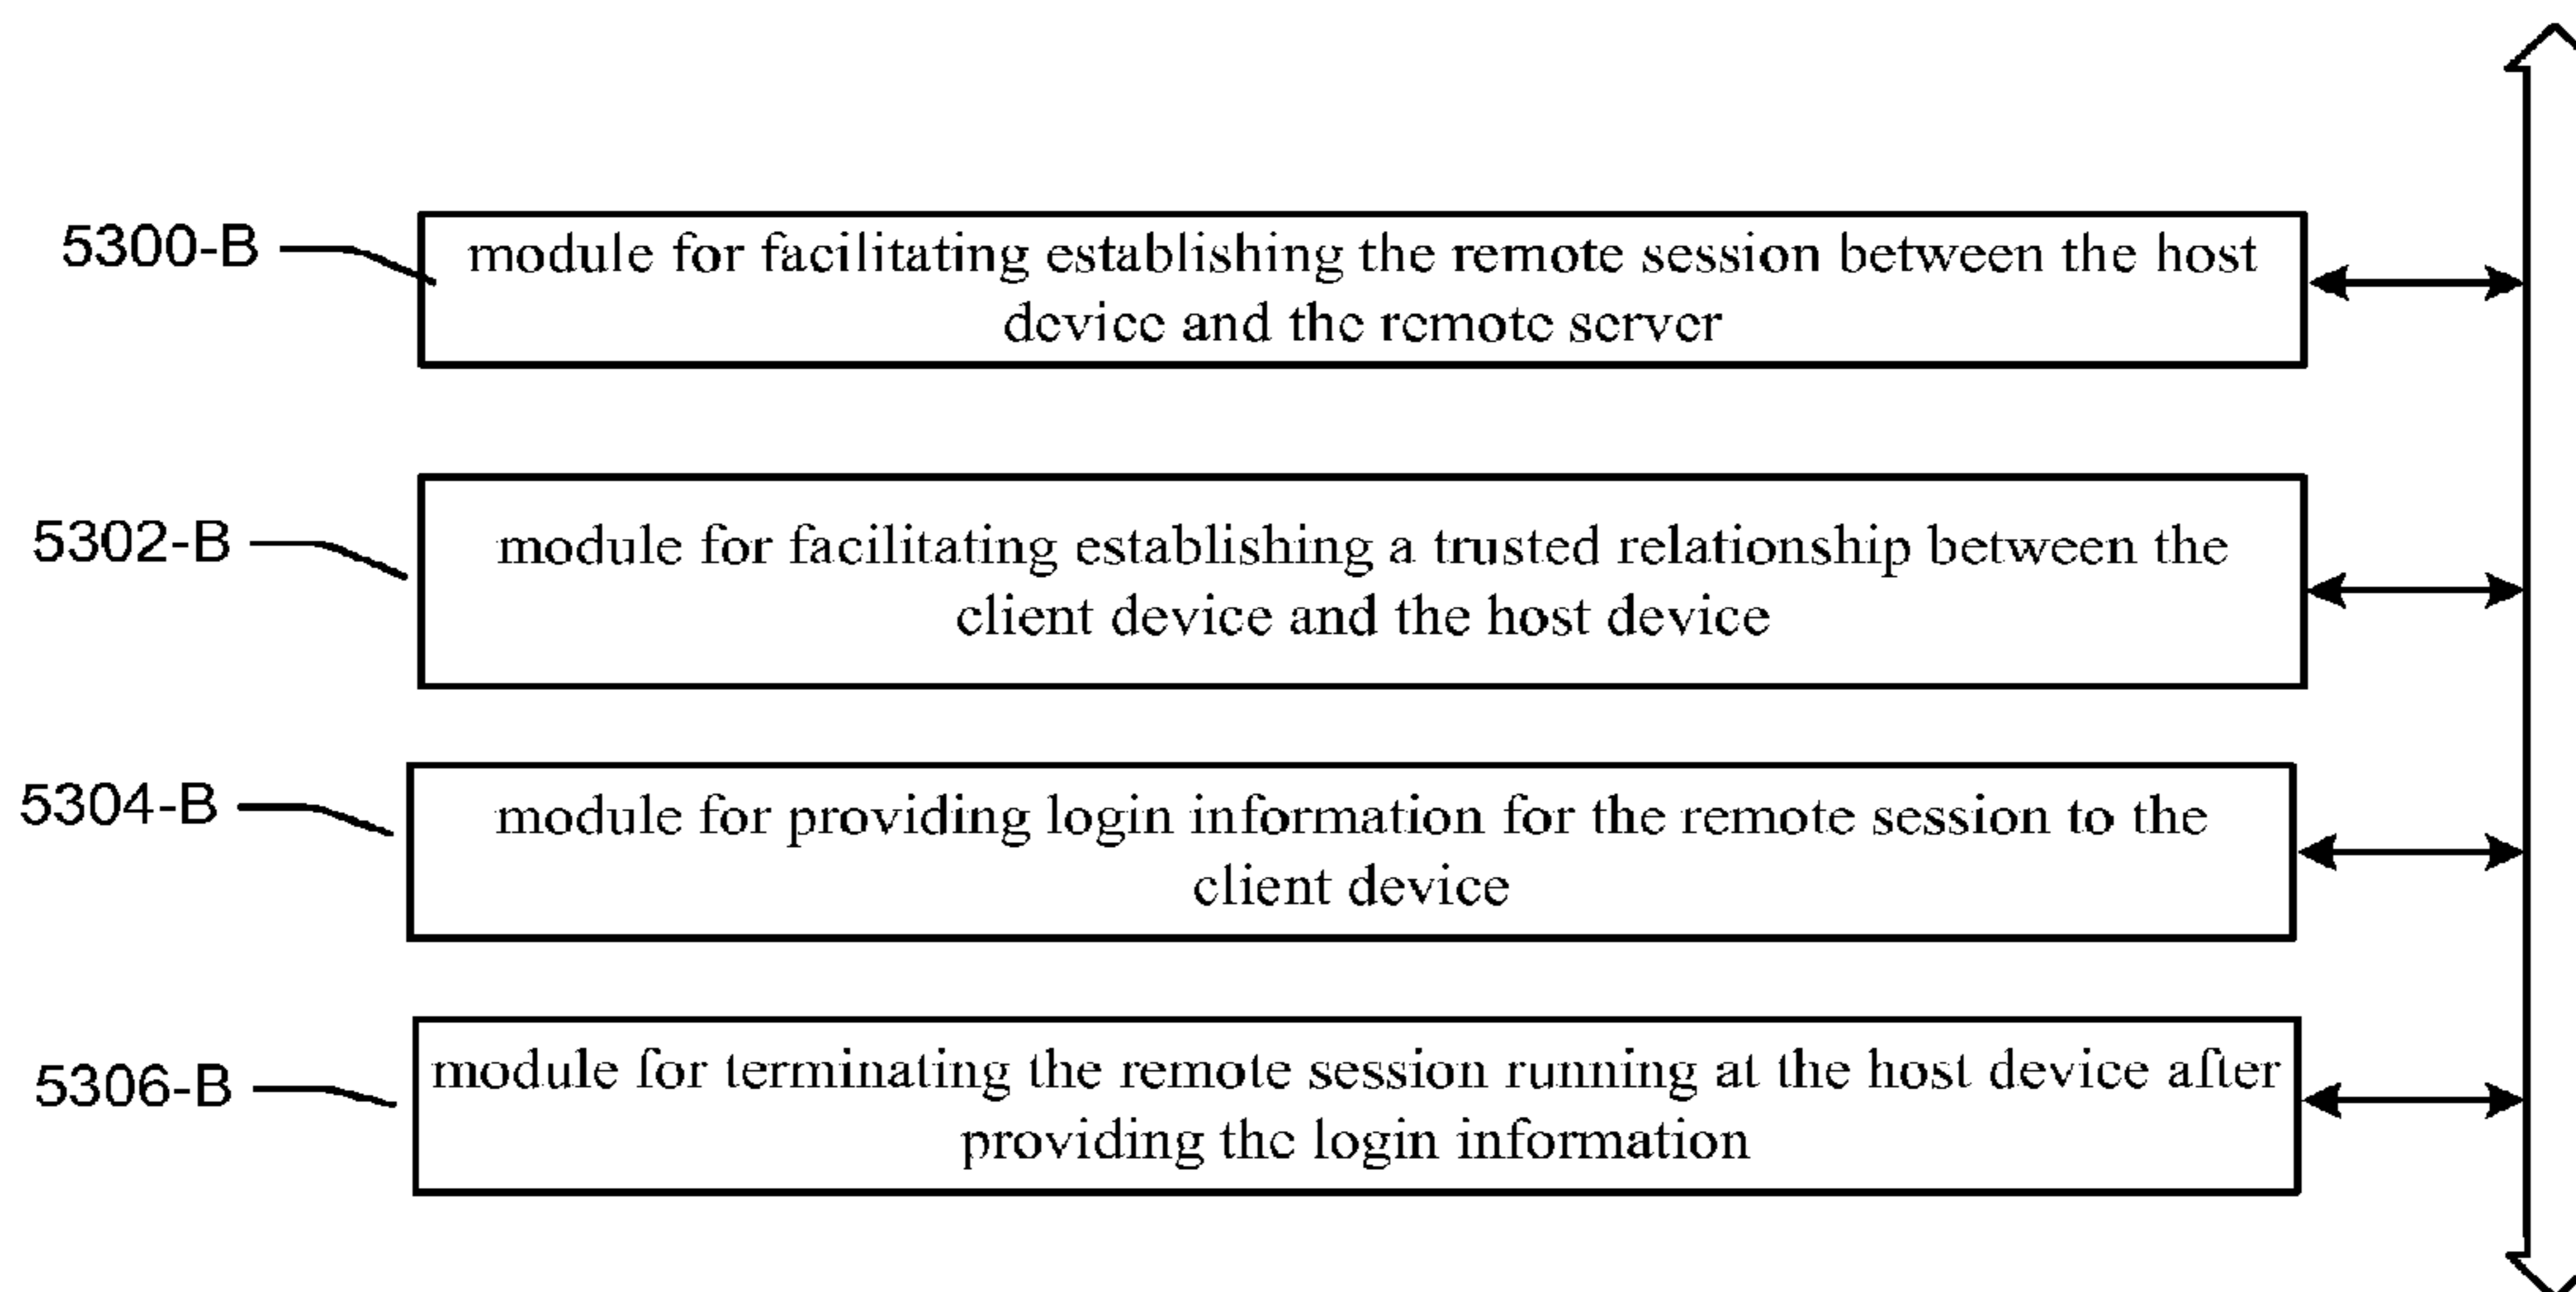 5300-B
module for facilitating establishing the remote session between the host
device and the remote server
5302-B
module for facilitating establishing a trusted relationship between the
client device and the host device
5304-B
module for providing login information for the remote session to the
client device
5306-B
module for terminating the remote session running at the host device after
providing the login information